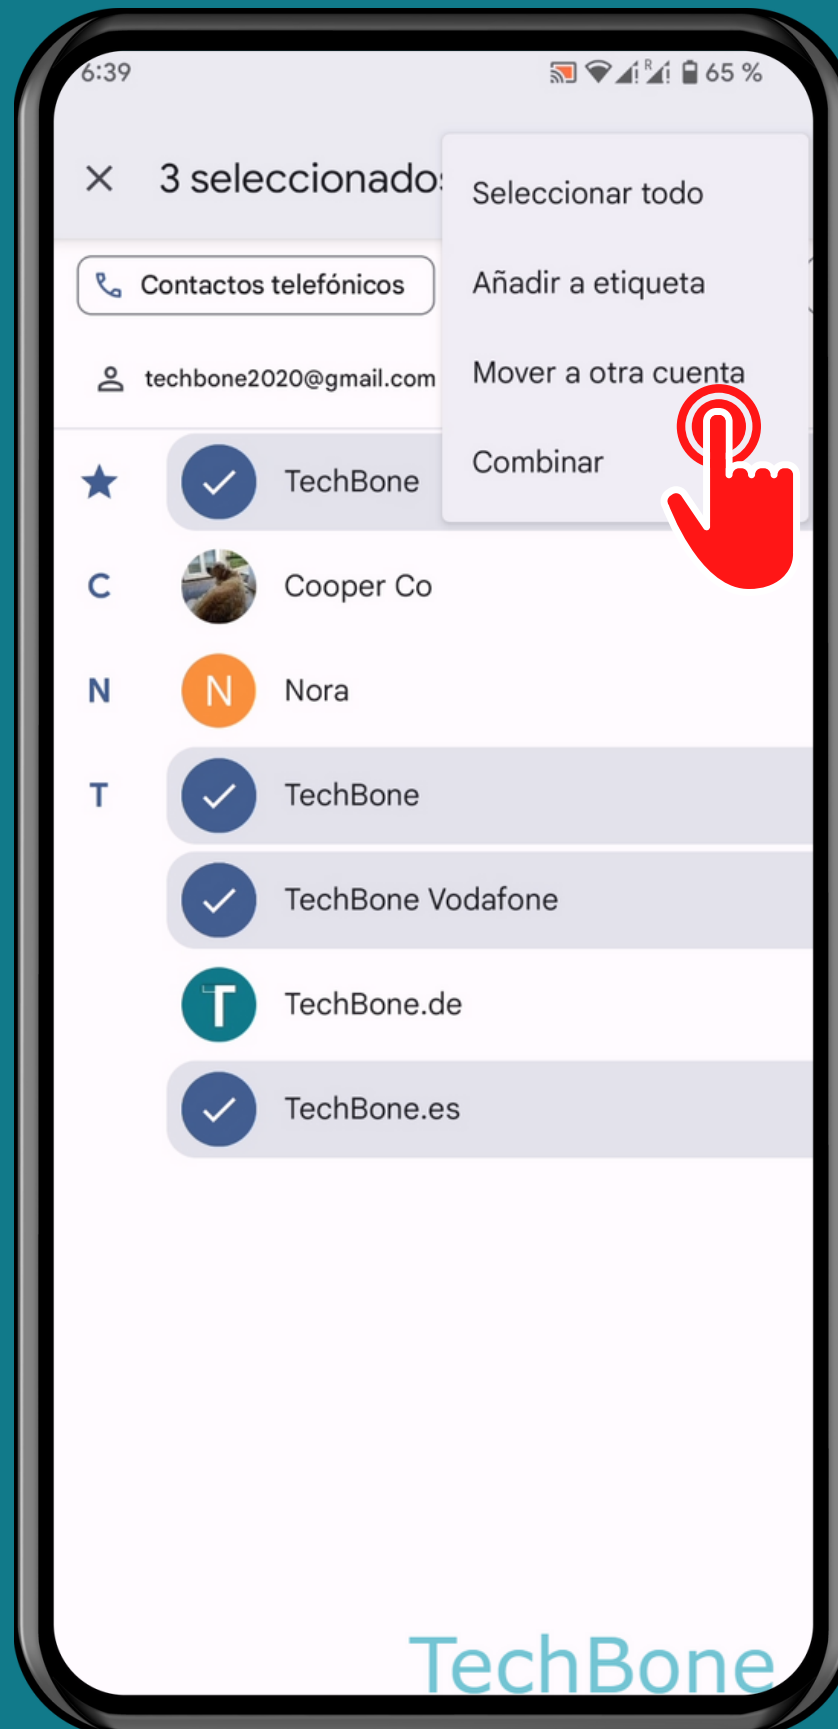 6:39
R
65 %
3 seleccionado
Seleccionar todo
Contactos telefónicos
Añadir a etiqueta
techbone2020@gmail.com
Mover a otra cuenta
Combinar
TechBone
C
Cooper Co
N
N
Nora
T
TechBone
TechBone Vodafone
T
TechBone.de
TechBone.es
TechBone